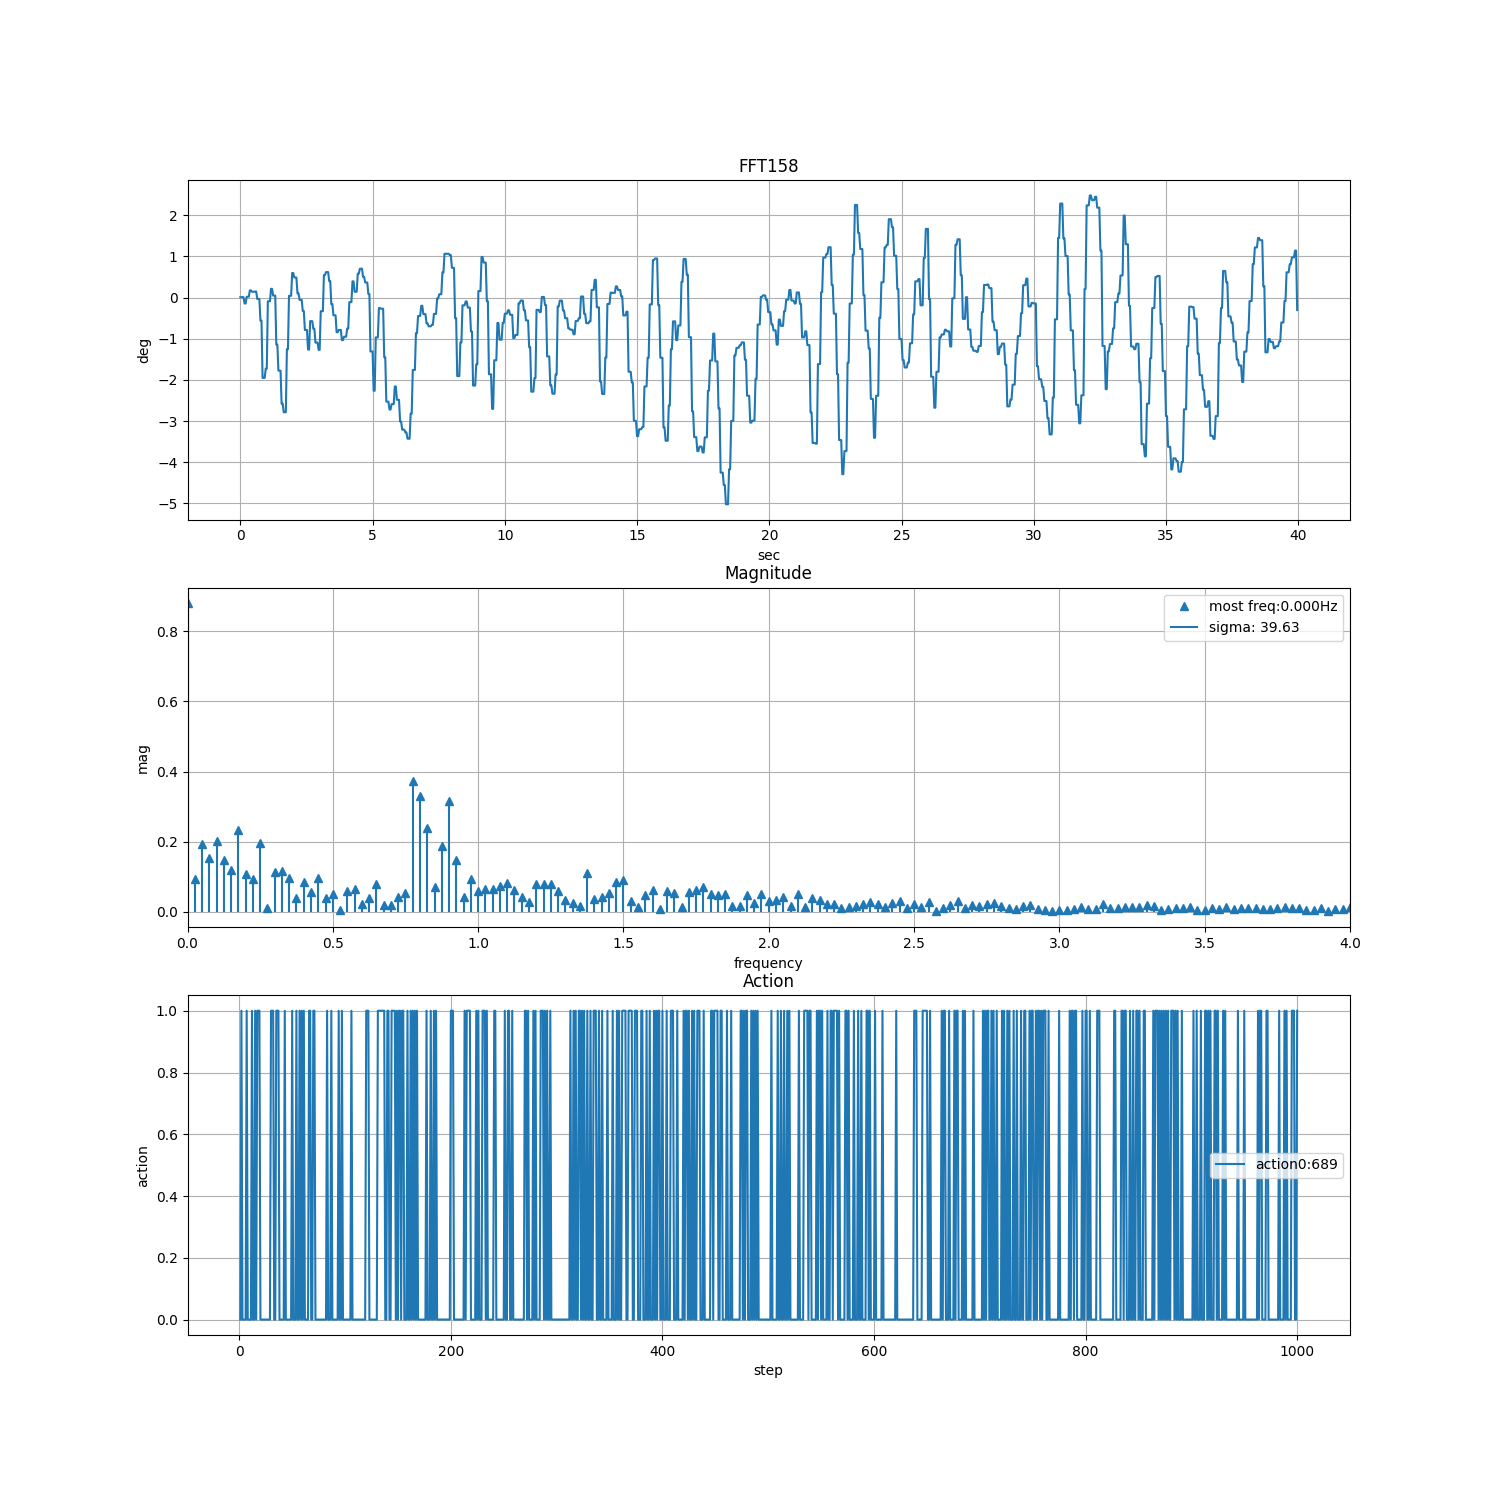 FFT158
2
1
0
−1
−2
−3
−4
−5
deg
0 5 10 15 20 25 30 35 40
sec
Magnitude
most freq:0.000Hz
sigma: 39.63
0.8
0.6
0.4
0.2
0.0
mag
0.0 0.5 1.0 1.5 2.0 2.5 3.0 3.5 4.0
frequency
Action
1.0
0.8
0.6
0.4
0.2
0.0
action
action0:689
0 200 400 600 800 1000
step